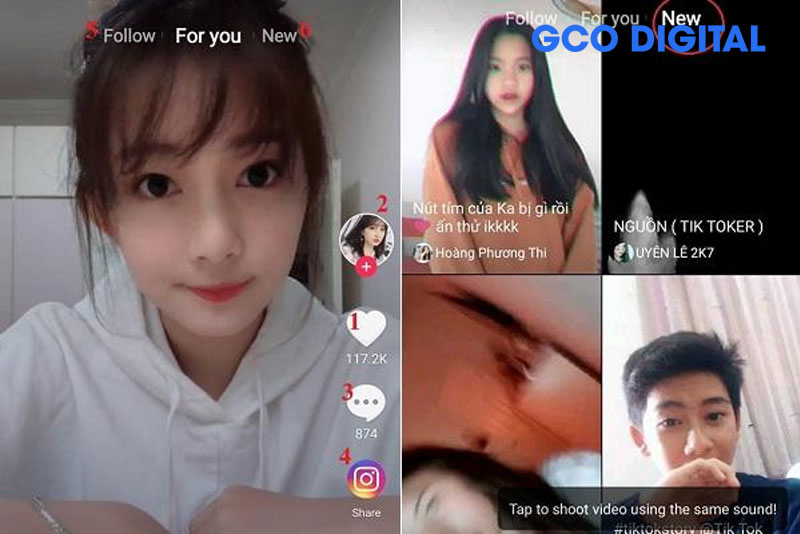 5 Follow For you New 6
2
1
117.2K
3
874
4
Share
Follow For you New
GCO DIGITAL
Nút tím của Ka bị gì rồi
ấn thử ikkkk
Hoàng Phương Thi
NGUỒN ( TIK TOKER )
UYÊN LÊ 2K7
Tap to shoot video using the same sound!
#tiktokstory @Tik Tok